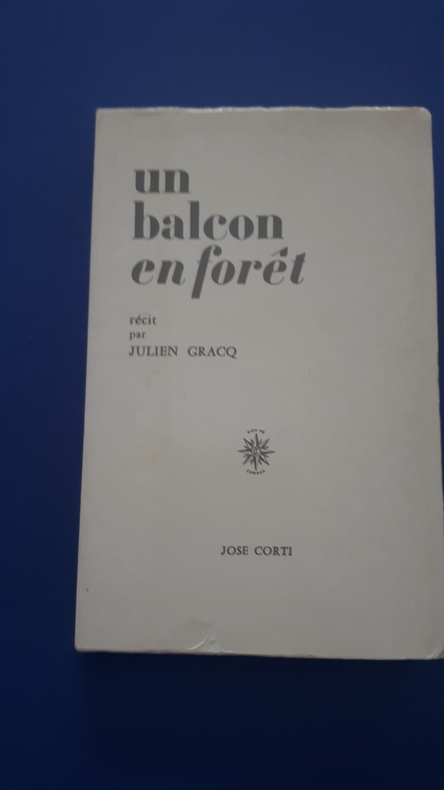 un
balcon
en forêt
récit
par
JULIEN GRACQ
JOSE CORTI